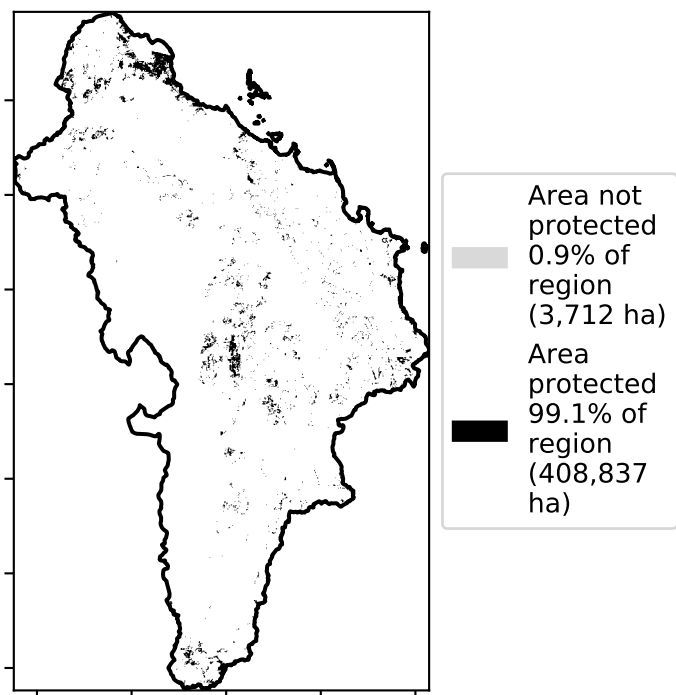 Area not
protected
0.9% of
region
(3,712 ha)
Area
protected
99.1% of
region
(408,837
ha)